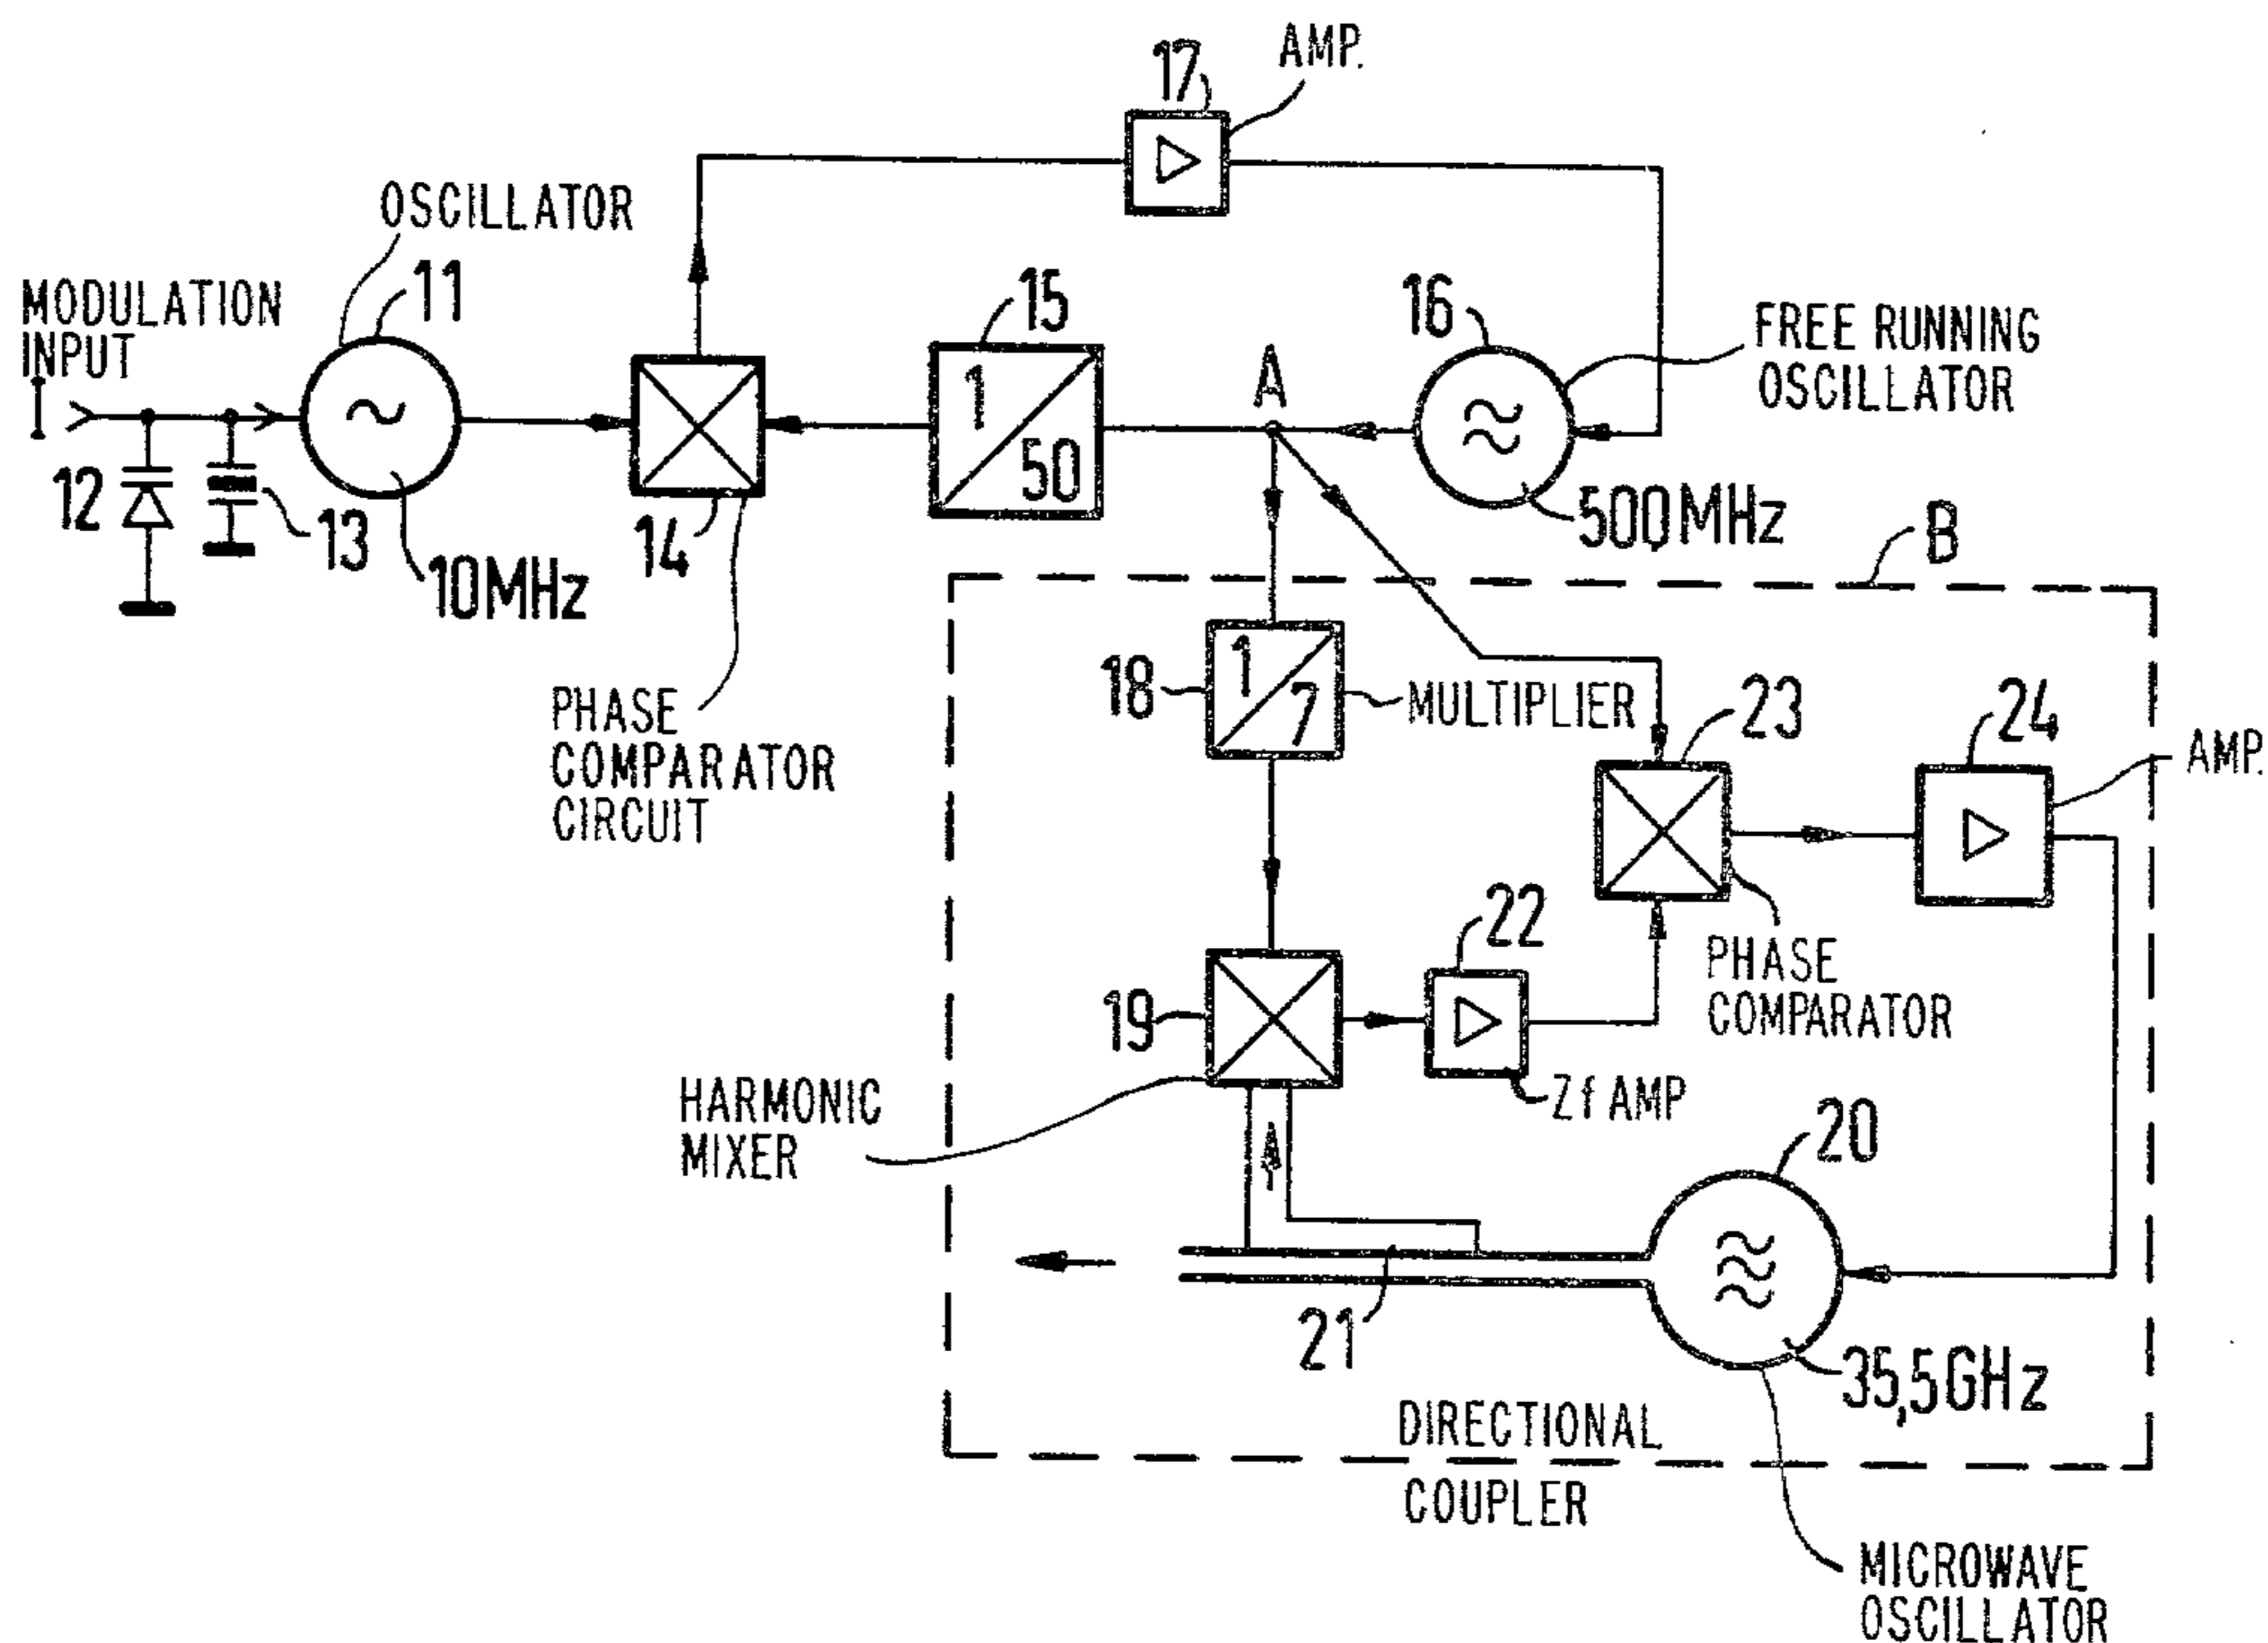 17
AMP.
OSCILLATOR
11
MODULATION
INPUT
15
16
FREE RUNNING
OSCILLATOR
A
1
50
12
13
14
10MHz
500MHz
B
PHASE
COMPARATOR
CIRCUIT
18
1
7
MULTIPLIER
23
24
AMP.
22
PHASE
COMPARATOR
19
Zf AMP
HARMONIC
MIXER
20
21
35,5GHz
DIRECTIONAL
COUPLER
MICROWAVE
OSCILLATOR